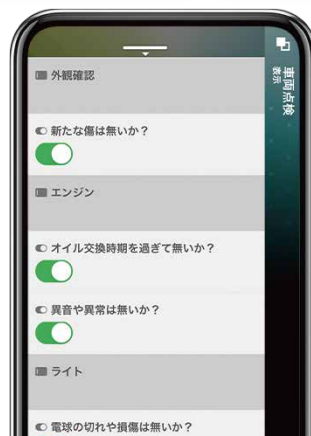 車両点検
表示
外観確認
新たな傷は無いか？
エンジン
オイル交換時期を過ぎて無いか？
異音や異常は無いか？
ライト
電球の切れや損傷は無いか？